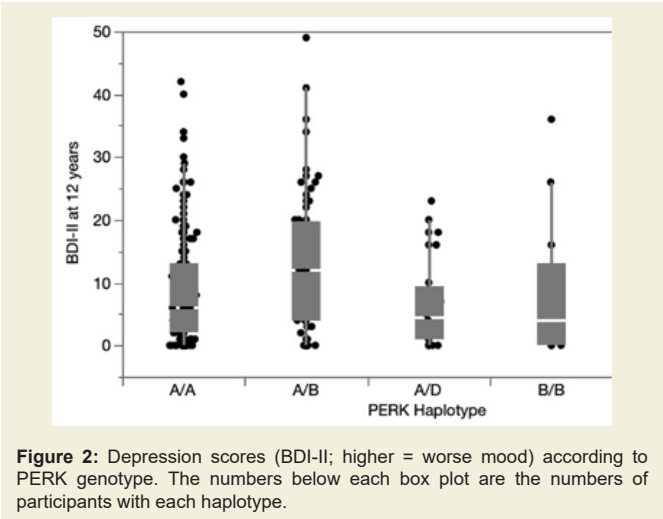 50
40
30
20
10
0
BDI-II at 12 years
A/A A/B A/D B/B
PERK Haplotype
Figure 2: Depression scores (BDI-II; higher = worse mood) according to
PERK genotype. The numbers below each box plot are the numbers of
participants with each haplotype.